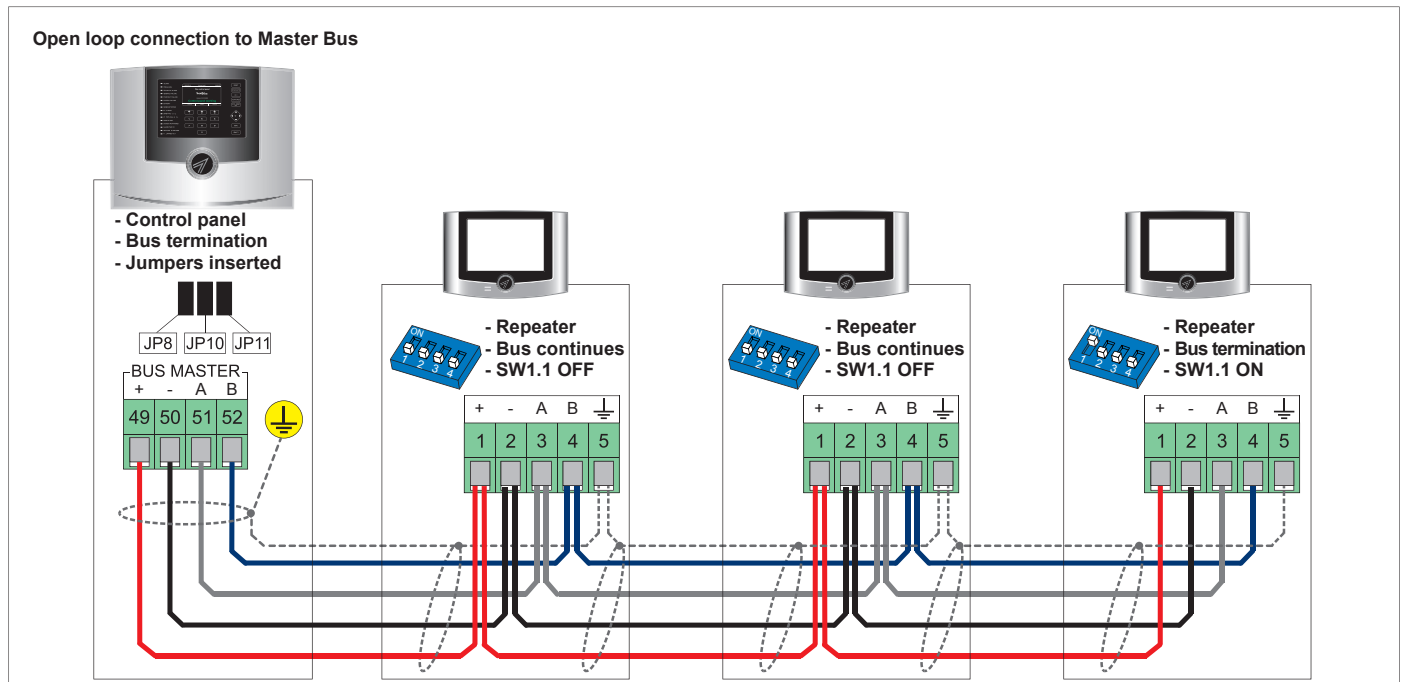 Open loop connection to Master Bus
- Control panel
- Bus termination
- Jumpers inserted
JP8 JP10 JP11
BUS MASTER
+ - A B
49 50 51 52
ON
1 2 3 4
- Repeater
- Bus continues
- SW1.1 OFF
+ - A B
1 2 3 4 5
ON
1 2 3 4
- Repeater
- Bus continues
- SW1.1 OFF
+ - A B
1 2 3 4 5
ON
1 2 3 4
- Repeater
- Bus termination
- SW1.1 ON
+ - A B
1 2 3 4 5